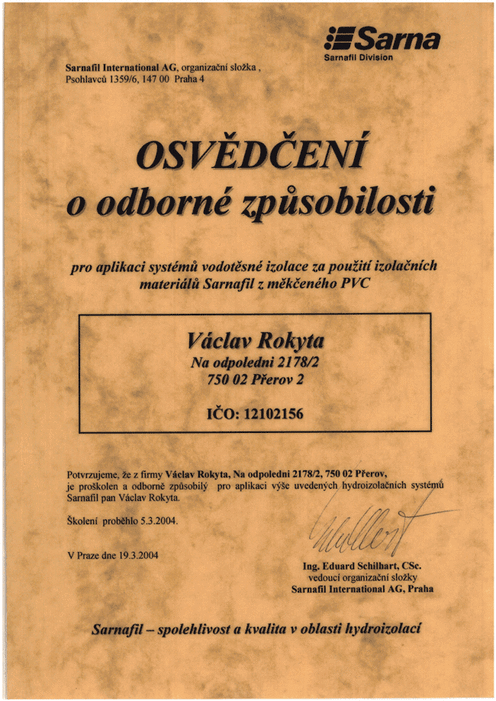 Sarna
Sarnafil Division
Sarnafil International AG, organizační složka ,
Psohlavců 1359/6, 147 00 Praha 4
OSVĚDČENÍ
o odborné způsobilosti
pro aplikaci systémů vodotěsné izolace za použití izolačních
materiálů Sarnafil z měkčeného PVC
Václav Rokyta
Na odpoledni 2178/2
750 02 Přerov 2
IČO: 12102156
Potvrzujeme, že z firmy Václav Rokyta, Na odpoledni 2178/2, 750 02 Přerov,
je proškolen a odborně způsobilý pro aplikaci výše uvedených hydroizolačních systémů
Sarnafil pan Václav Rokyta.
Školení proběhlo 5.3.2004.
V Praze dne 19.3.2004
Ing. Eduard Schilhart, CSc.
vedoucí organizační složky
Sarnafil International AG, Praha
Sarnafil – spolehlivost a kvalita v oblasti hydroizolací